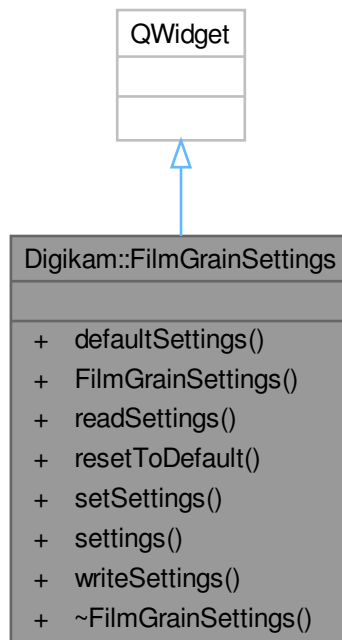 QWidget
Digikam::FilmGrainSettings
+ defaultSettings()
+ FilmGrainSettings()
+ readSettings()
+ resetToDefault()
+ setSettings()
+ settings()
+ writeSettings()
+ ~FilmGrainSettings()